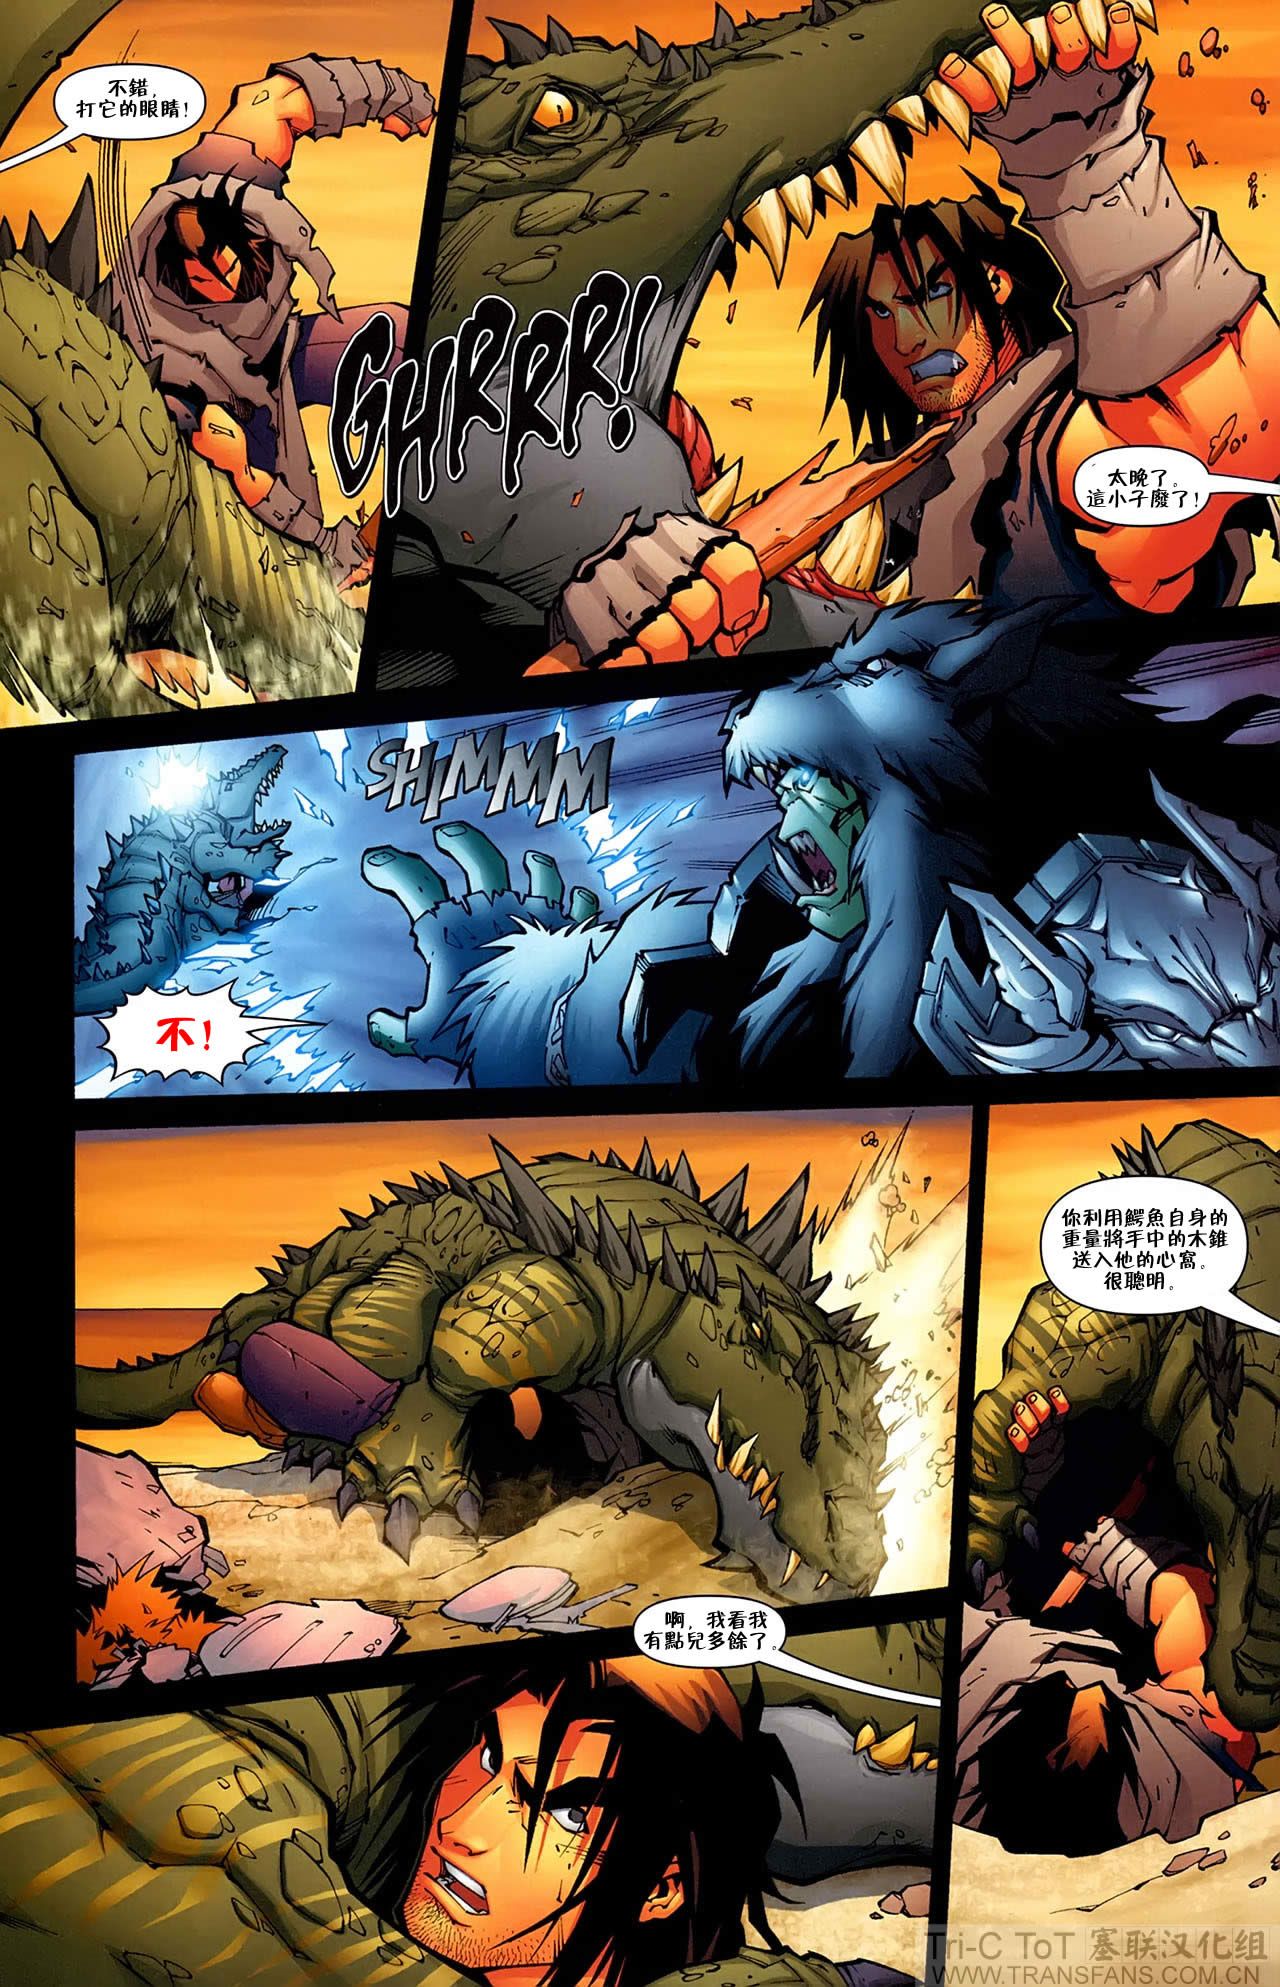 不錯，
打它的眼睛！
GHRRR!
太晚了。
這小子廢了！
SHIMMM
不！
你利用鱷魚自身的
重量將手中的木錐
送入他的心窩。
很聰明。
啊，我看我
有點兒多餘了。
Tri-C ToT 塞联汉化组
WWW.TRANSFANS.COM.CN